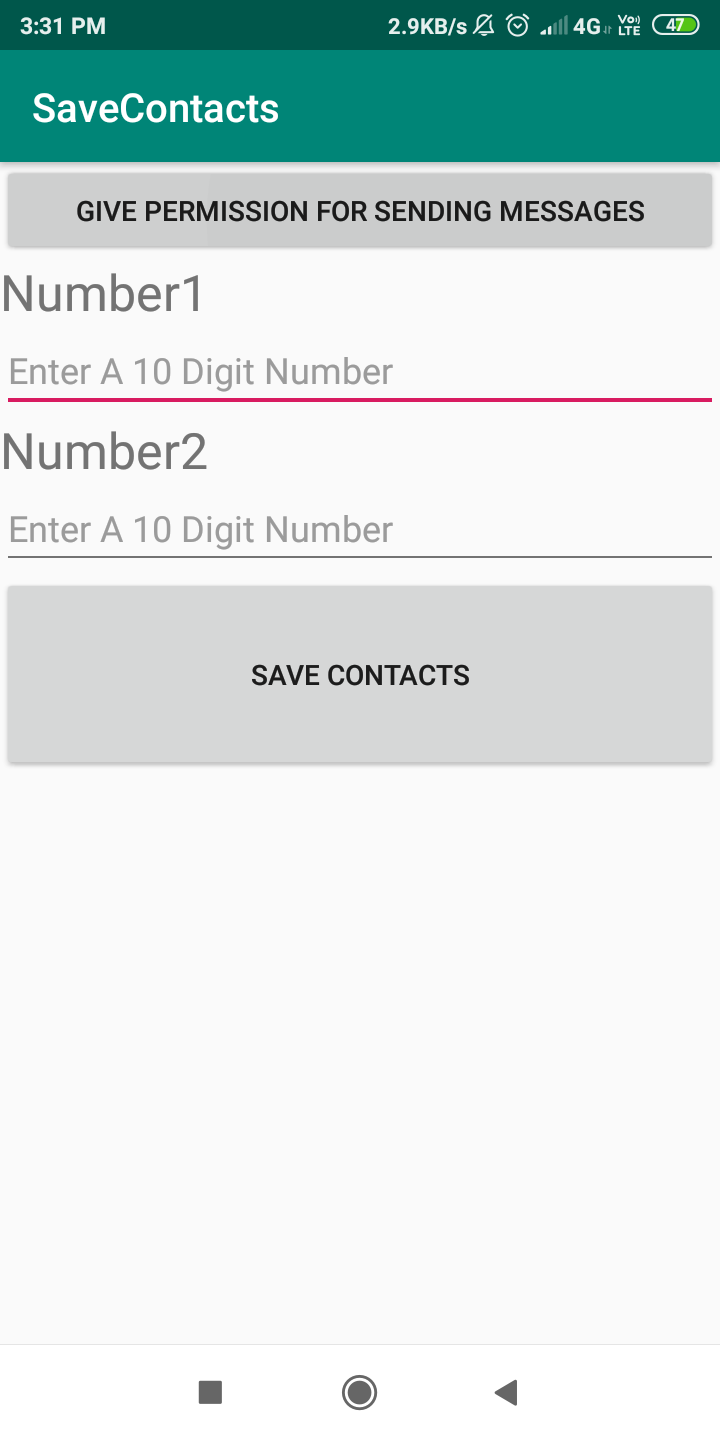 3:31 PM 2.9KB/s 4G Vo) LTE 47
SaveContacts
GIVE PERMISSION FOR SENDING MESSAGES
Number1
Enter A 10 Digit Number
Number2
Enter A 10 Digit Number
SAVE CONTACTS